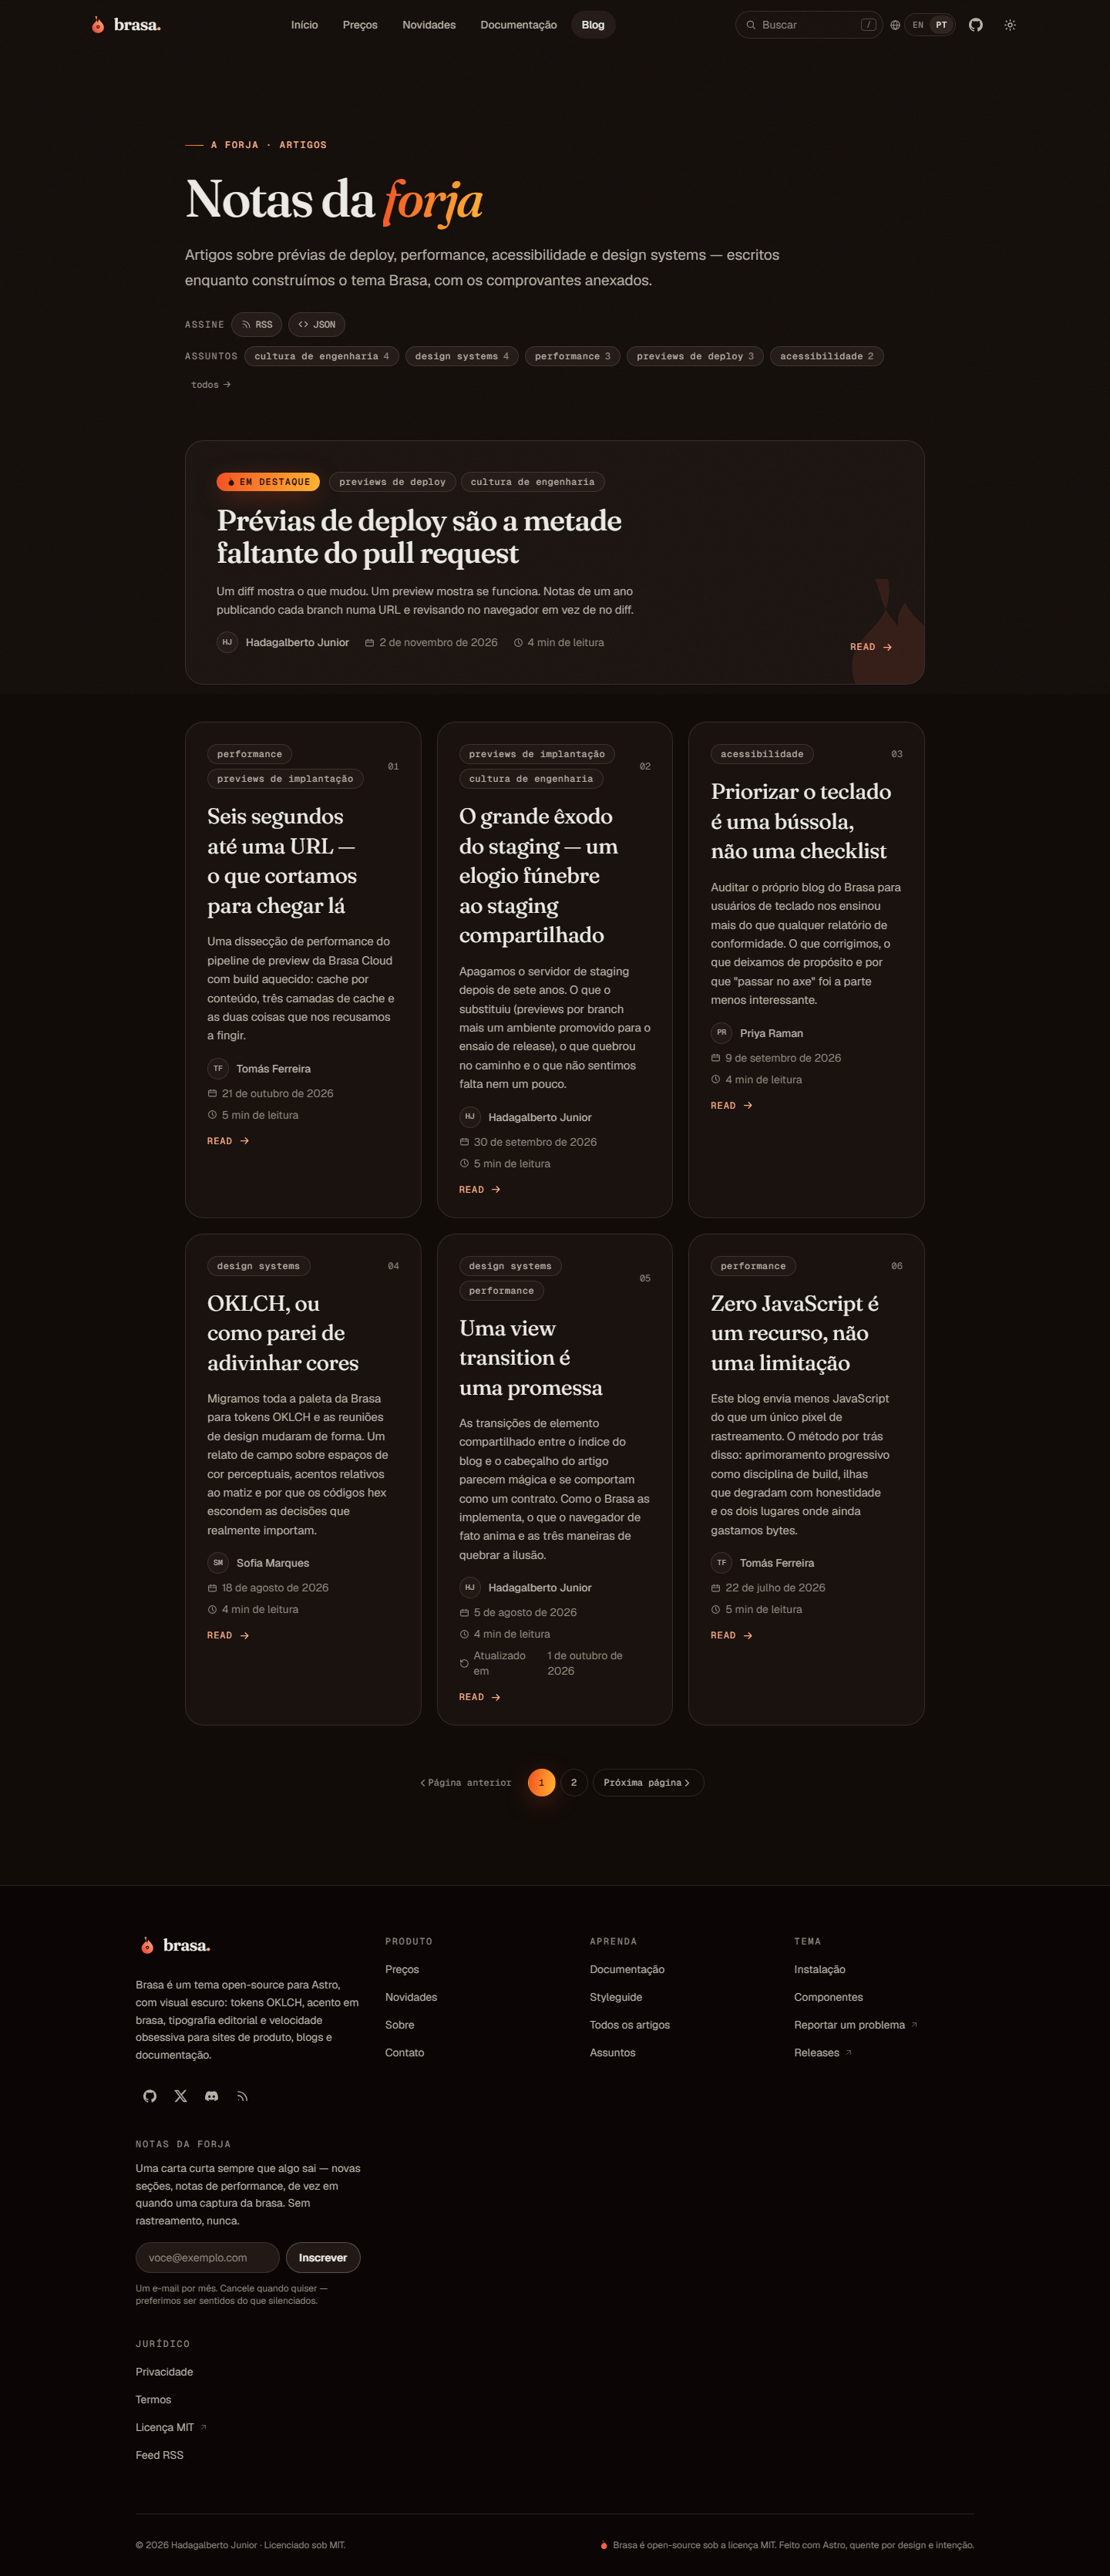 brasa.
Início Preços Novidades Documentação Blog
Buscar /
EN PT
A FORJA · ARTIGOS
Notas da forja
Artigos sobre prévias de deploy, performance, acessibilidade e design systems — escritos
enquanto construímos o tema Brasa, com os comprovantes anexados.
ASSINE RSS JSON
ASSUNTOS cultura de engenharia 4 design systems 4 performance 3 previews de deploy 3 acessibilidade 2
todos →
EM DESTAQUE previews de deploy cultura de engenharia
Prévias de deploy são a metade
faltante do pull request
Um diff mostra o que mudou. Um preview mostra se funciona. Notas de um ano
publicando cada branch numa URL e revisando no navegador em vez de no diff.
HJ Hadagalberto Junior 2 de novembro de 2026 4 min de leitura
READ →
performance
previews de implantação
01
Seis segundos
até uma URL —
o que cortamos
para chegar lá
Uma dissecção de performance do
pipeline de preview da Brasa Cloud
com build aquecido: cache por
conteúdo, três camadas de cache e
as duas coisas que nos recusamos
a fingir.
TF Tomás Ferreira
21 de outubro de 2026
5 min de leitura
READ →
previews de implantação
cultura de engenharia
02
O grande êxodo
do staging — um
elogio fúnebre
ao staging
compartilhado
Apagamos o servidor de staging
depois de sete anos. O que o
substituiu (previews por branch
mais um ambiente promovido para o
ensaio de release), o que quebrou
no caminho e o que não sentimos
falta nem um pouco.
HJ Hadagalberto Junior
30 de setembro de 2026
5 min de leitura
READ →
acessibilidade
03
Priorizar o teclado
é uma bússola,
não uma checklist
Auditar o próprio blog do Brasa para
usuários de teclado nos ensinou
mais do que qualquer relatório de
conformidade. O que corrigimos, o
que deixamos de propósito e por
que "passar no axe" foi a parte
menos interessante.
PR Priya Raman
9 de setembro de 2026
4 min de leitura
READ →
design systems
04
OKLCH, ou
como parei de
adivinhar cores
Migramos toda a paleta da Brasa
para tokens OKLCH e as reuniões
de design mudaram de forma. Um
relato de campo sobre espaços de
cor perceptuais, acentos relativos
ao matiz e por que os códigos hex
escondem as decisões que
realmente importam.
SM Sofia Marques
18 de agosto de 2026
4 min de leitura
READ →
design systems
performance
05
Uma view
transition é
uma promessa
As transições de elemento
compartilhado entre o índice do
blog e o cabeçalho do artigo
parecem mágica e se comportam
como um contrato. Como o Brasa as
implementa, o que o navegador de
fato anima e as três maneiras de
quebrar a ilusão.
HJ Hadagalberto Junior
5 de agosto de 2026
4 min de leitura
Atualizado em 1 de outubro de 2026
READ →
performance
06
Zero JavaScript é
um recurso, não
uma limitação
Este blog envia menos JavaScript
do que um único pixel de
rastreamento. O método por trás
disso: aprimoramento progressivo
como disciplina de build, ilhas
que degradam com honestidade
e os dois lugares onde ainda
gastamos bytes.
TF Tomás Ferreira
22 de julho de 2026
5 min de leitura
READ →
Página anterior 1 2 Próxima página
brasa.
Brasa é um tema open-source para Astro,
com visual escuro: tokens OKLCH, acento em
brasa, tipografia editorial e velocidade
obsessiva para sites de produto, blogs e
documentação.
PRODUTO
Preços
Novidades
Sobre
Contato
APRENDA
Documentação
Styleguide
Todos os artigos
Assuntos
TEMA
Instalação
Componentes
Reportar um problema
Releases
NOTAS DA FORJA
Uma carta curta sempre que algo sai — novas
seções, notas de performance, de vez em
quando uma captura da brasa. Sem
rastreamento, nunca.
voce@exemplo.com Inscrever
Um e-mail por mês. Cancele quando quiser —
preferimos ser sentidos do que silenciados.
JURÍDICO
Privacidade
Termos
Licença MIT
Feed RSS
© 2026 Hadagalberto Junior · Licenciado sob MIT.
Brasa é open-source sob a licença MIT. Feito com Astro, quente por design e intenção.